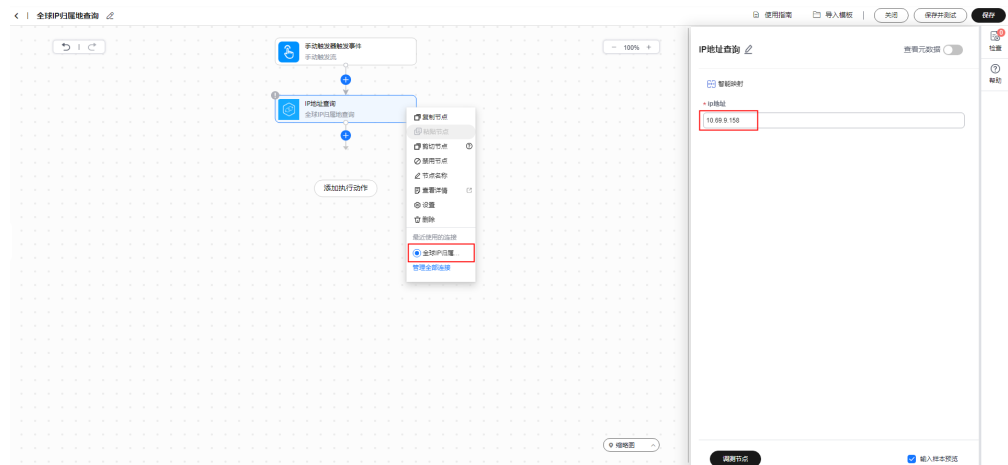 全球IP归属地查询
使用指南
导入模板
关闭
保存并测试
保存
手动触发器触发事件
手动触发流
100%
IP地址查询
全球IP归属地查询
添加执行动作
复制节点
粘贴节点
剪切节点
禁用节点
节点名称
查看详情
设置
删除
最近使用的连接
全球IP归属...
管理全部连接
缩略图
IP地址查询
查看元数据
智能映射
* ip地址
10.69.9.158
调测节点
输入样本预览
0
检查
帮助